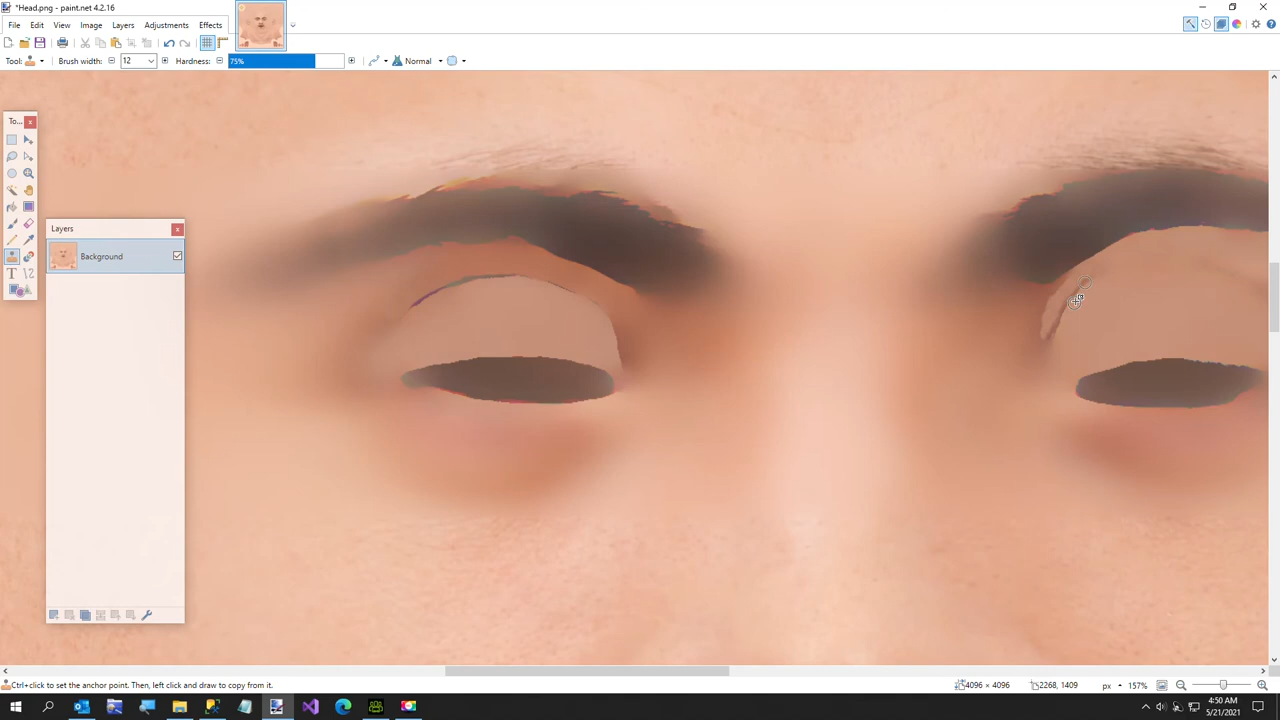 *Head.png - paint.net 4.2.16
File Edit View Image Layers Adjustments Effects
Tool: Brush width: 12 Hardness: 75% Normal
To...
Layers
Background
Ctrl+click to set the anchor point. Then, left click and draw to copy from it.
4096 × 4096
2268, 1409
px
157%
4:50 AM
5/21/2021